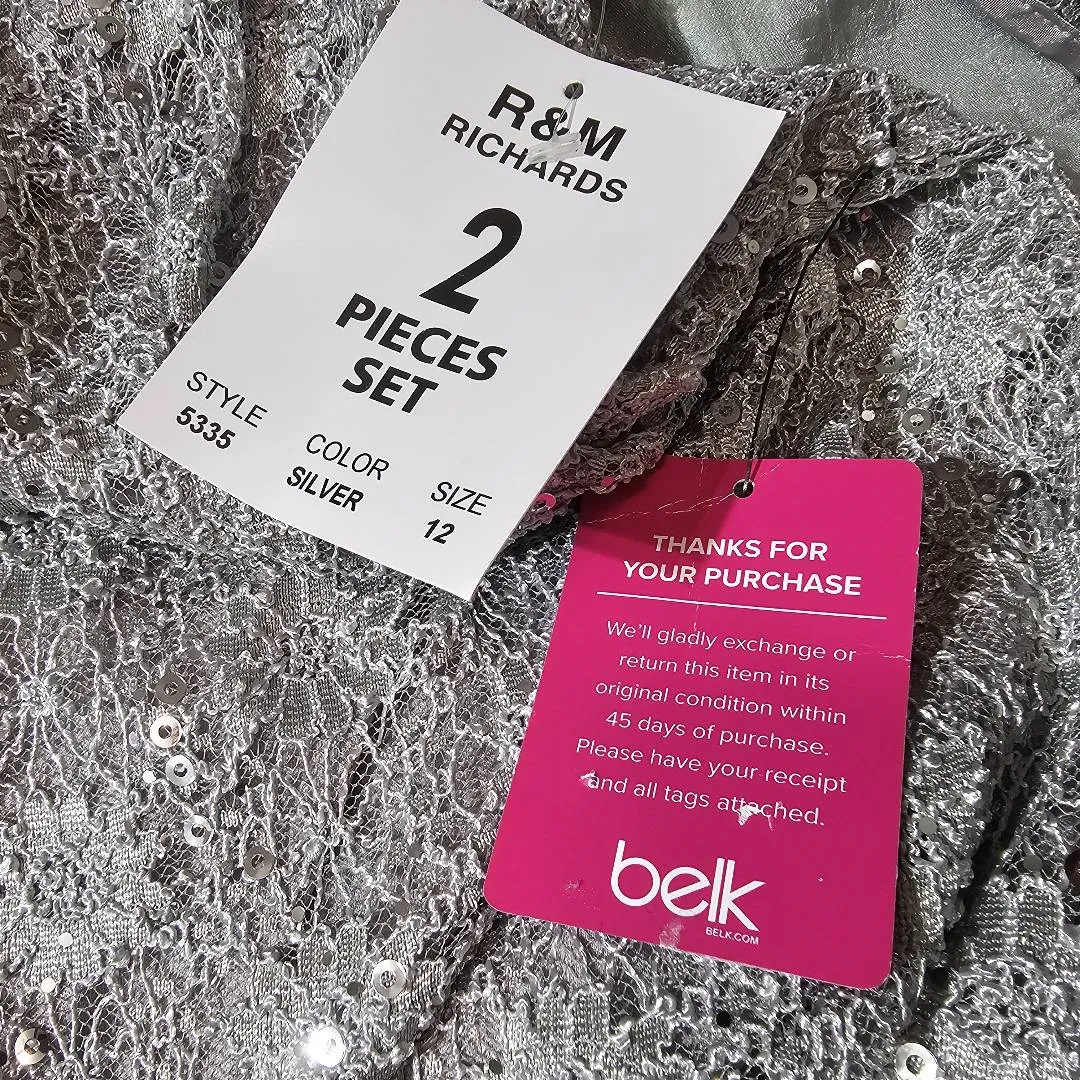 R&M
RICHARDS
2
PIECES
SET
STYLE
5335
COLOR
SILVER
SIZE
12
THANKS FOR
YOUR PURCHASE
We'll gladly exchange or
return this item in its
original condition within
45 days of purchase.
Please have your receipt
and all tags attached.
belk
BELK.COM